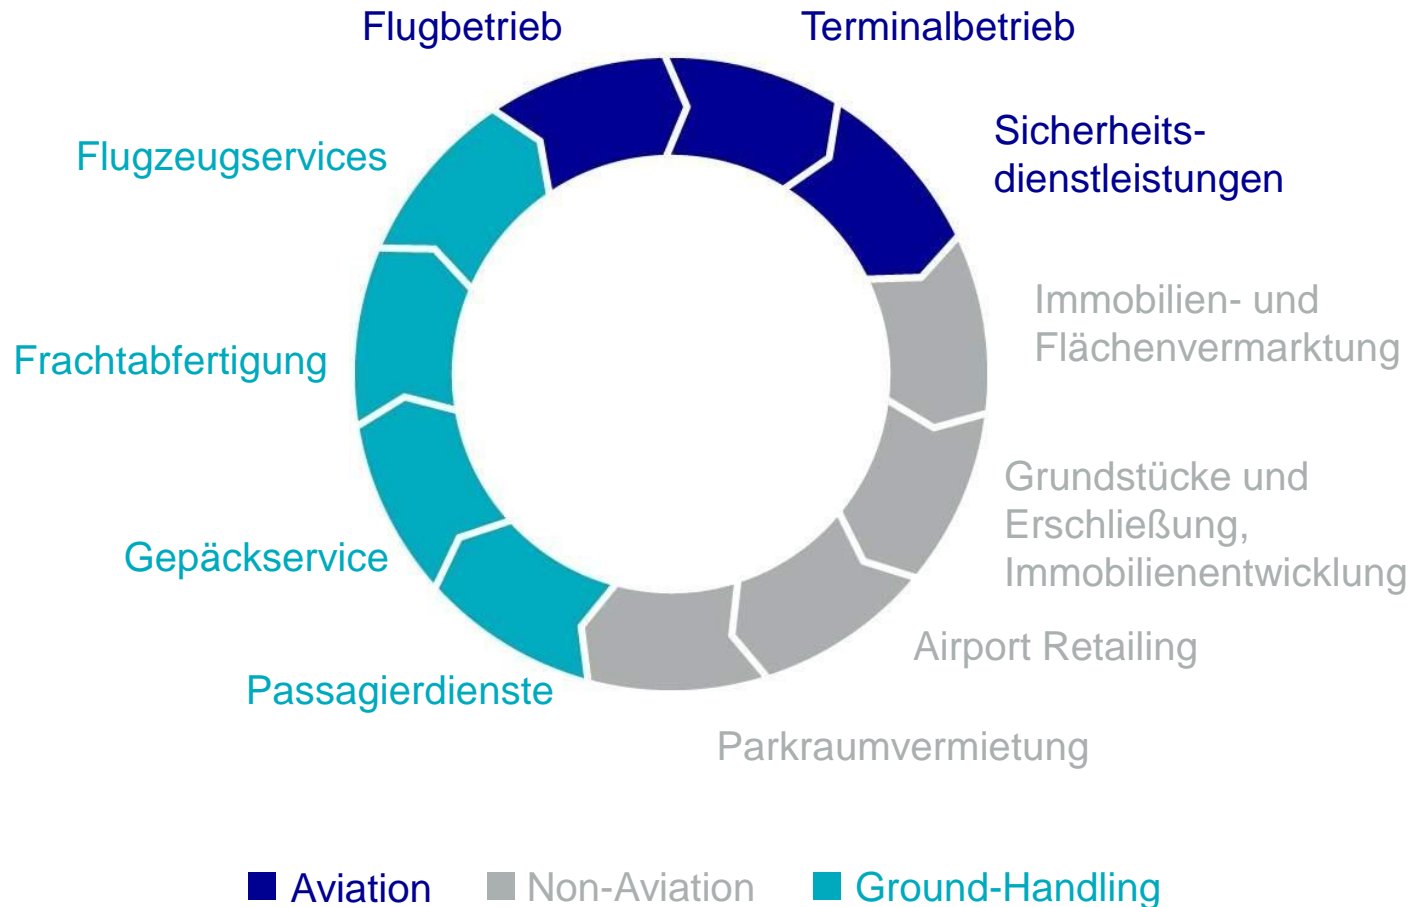 Flugbetrieb
Terminalbetrieb
Sicherheits-
dienstleistungen
Immobilien- und
Flächenvermarktung
Grundstücke und
Erschließung,
Immobilienentwicklung
Airport Retailing
Parkraumvermietung
Passagierdienste
Gepäckservice
Frachtabfertigung
Flugzeugservices
Aviation
Non-Aviation
Ground-Handling